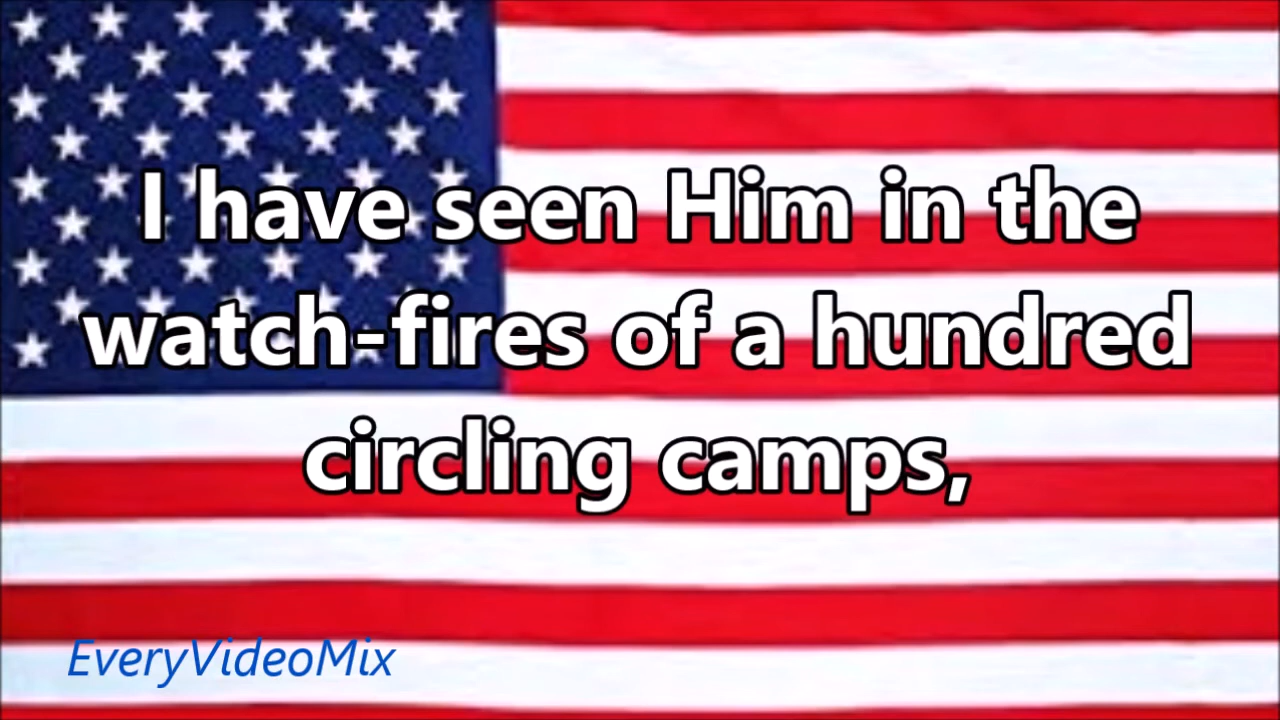 I have seen Him in the
watch-fires of a hundred
circling camps,
EveryVideoMix